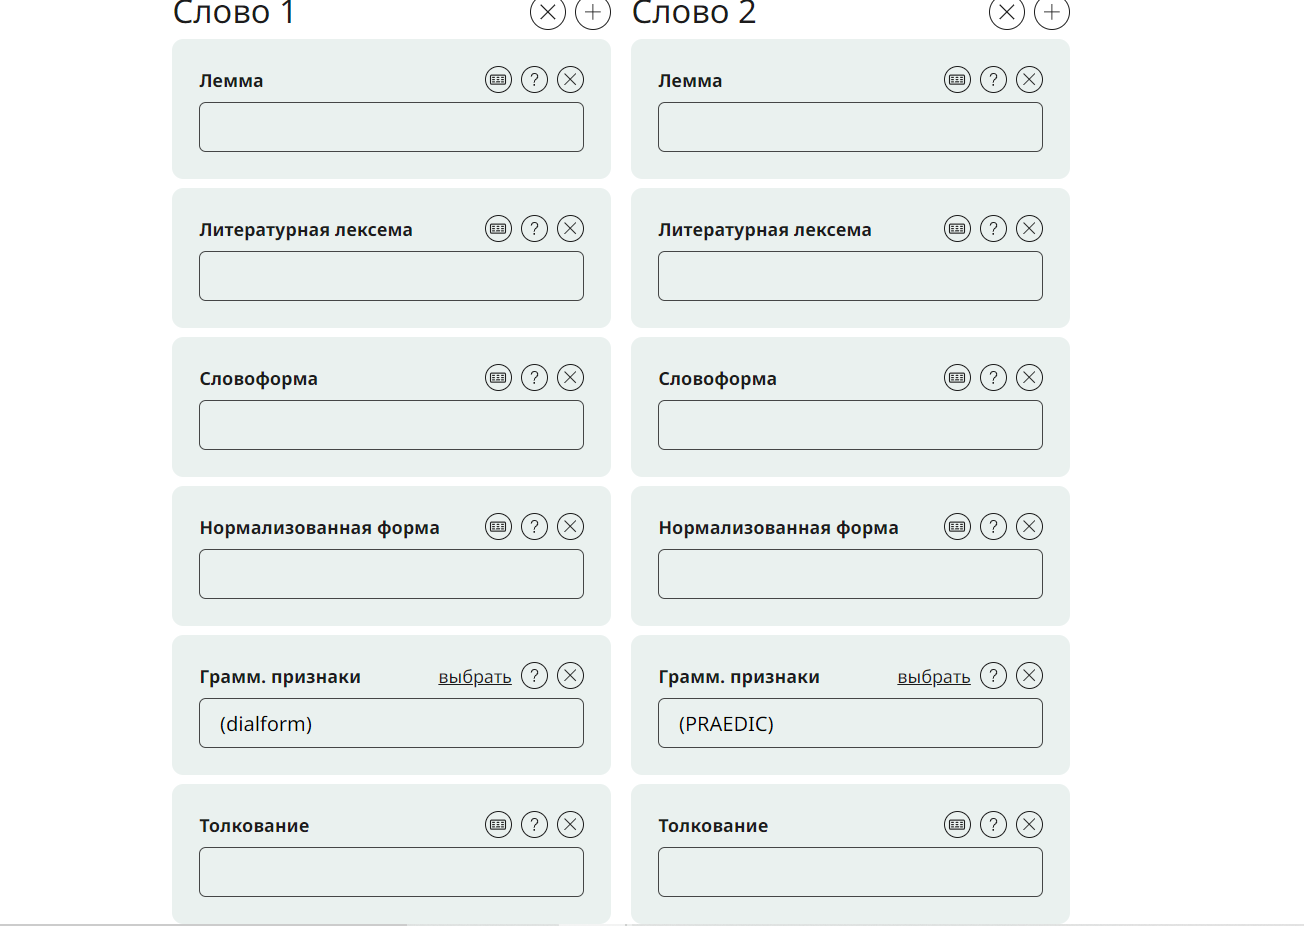 Слово 1
Слово 2
Лемма
?
Лемма
?
Литературная лексема
?
Литературная лексема
?
Словоформа
?
Словоформа
?
Нормализованная форма
?
Нормализованная форма
?
Грамм. признаки выбрать ?
(dialform)
Грамм. признаки выбрать ?
(PRAEDIC)
Толкование
?
Толкование
?